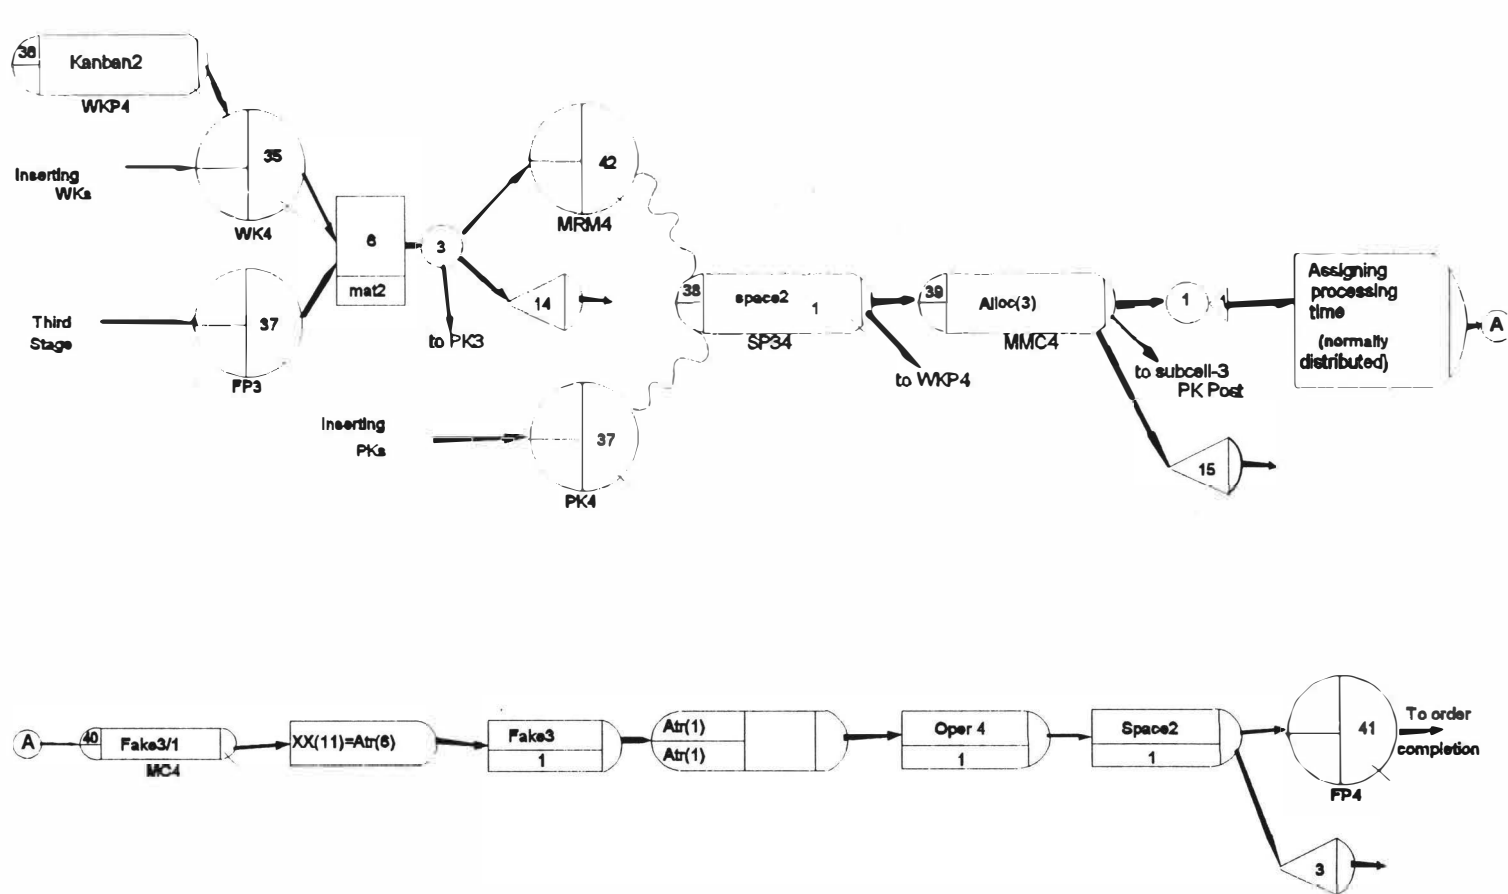 36
Kanban2
WKP4
35
Inserting
WKs
WK4
6
mat2
3
42
MRM4
14
to PK3
Third
Stage
37
FP3
Inserting
PKs
37
PK4
38
space2
1
SP34
to WKP4
39
Alloc(3)
MMC4
1
to subcell-3
PK Post
15
Assigning
processing
time
(normally
distributed)
A
A
40
Fake3/1
MC4
XX(11)=Atr(6)
Fake3
1
Atr(1)
Atr(1)
Oper 4
1
Space2
1
41
FP4
To order
completion
3